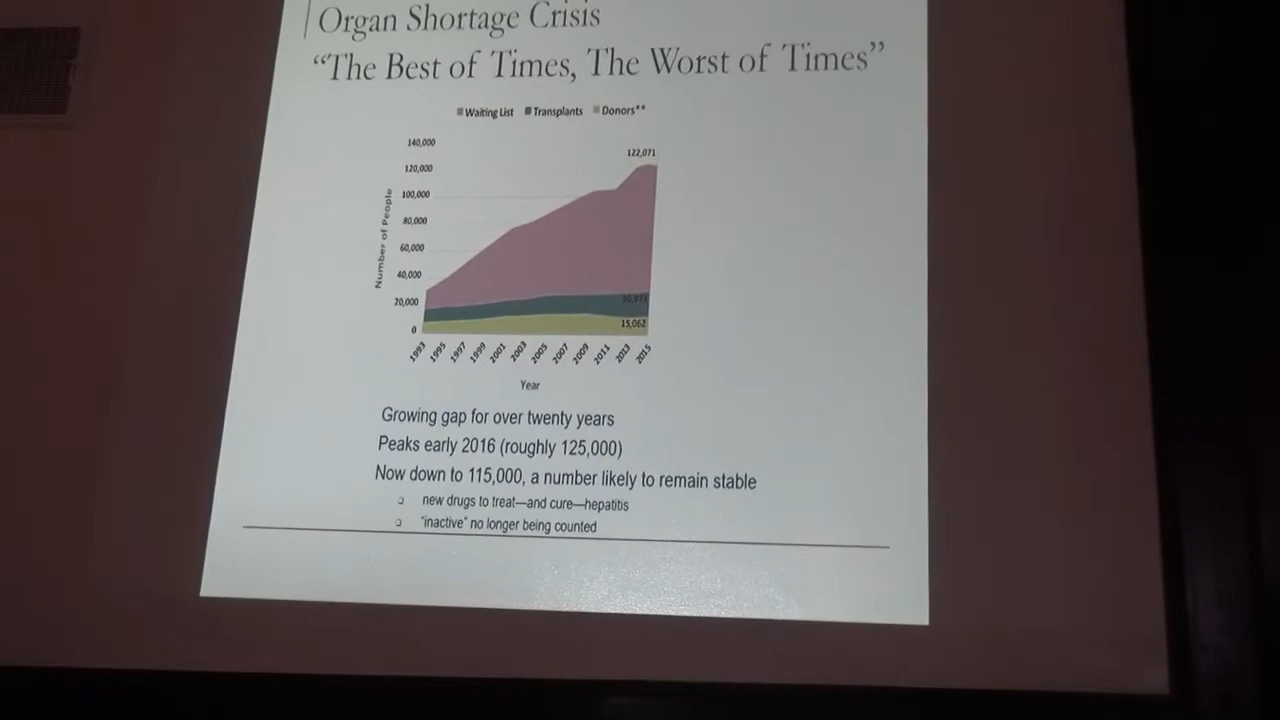 Organ Shortage Crisis
“The Best of Times, The Worst of Times”
Waiting List Transplants Donors**
140,000
122,071
120,000
100,000
80,000
60,000
40,000
20,000
0
15,062
Number of People
1993 1995 1997 1999 2001 2003 2005 2007 2009 2011 2013 2015
Year
Growing gap for over twenty years
Peaks early 2016 (roughly 125,000)
Now down to 115,000, a number likely to remain stable
new drugs to treat—and cure—hepatitis
"inactive" no longer being counted